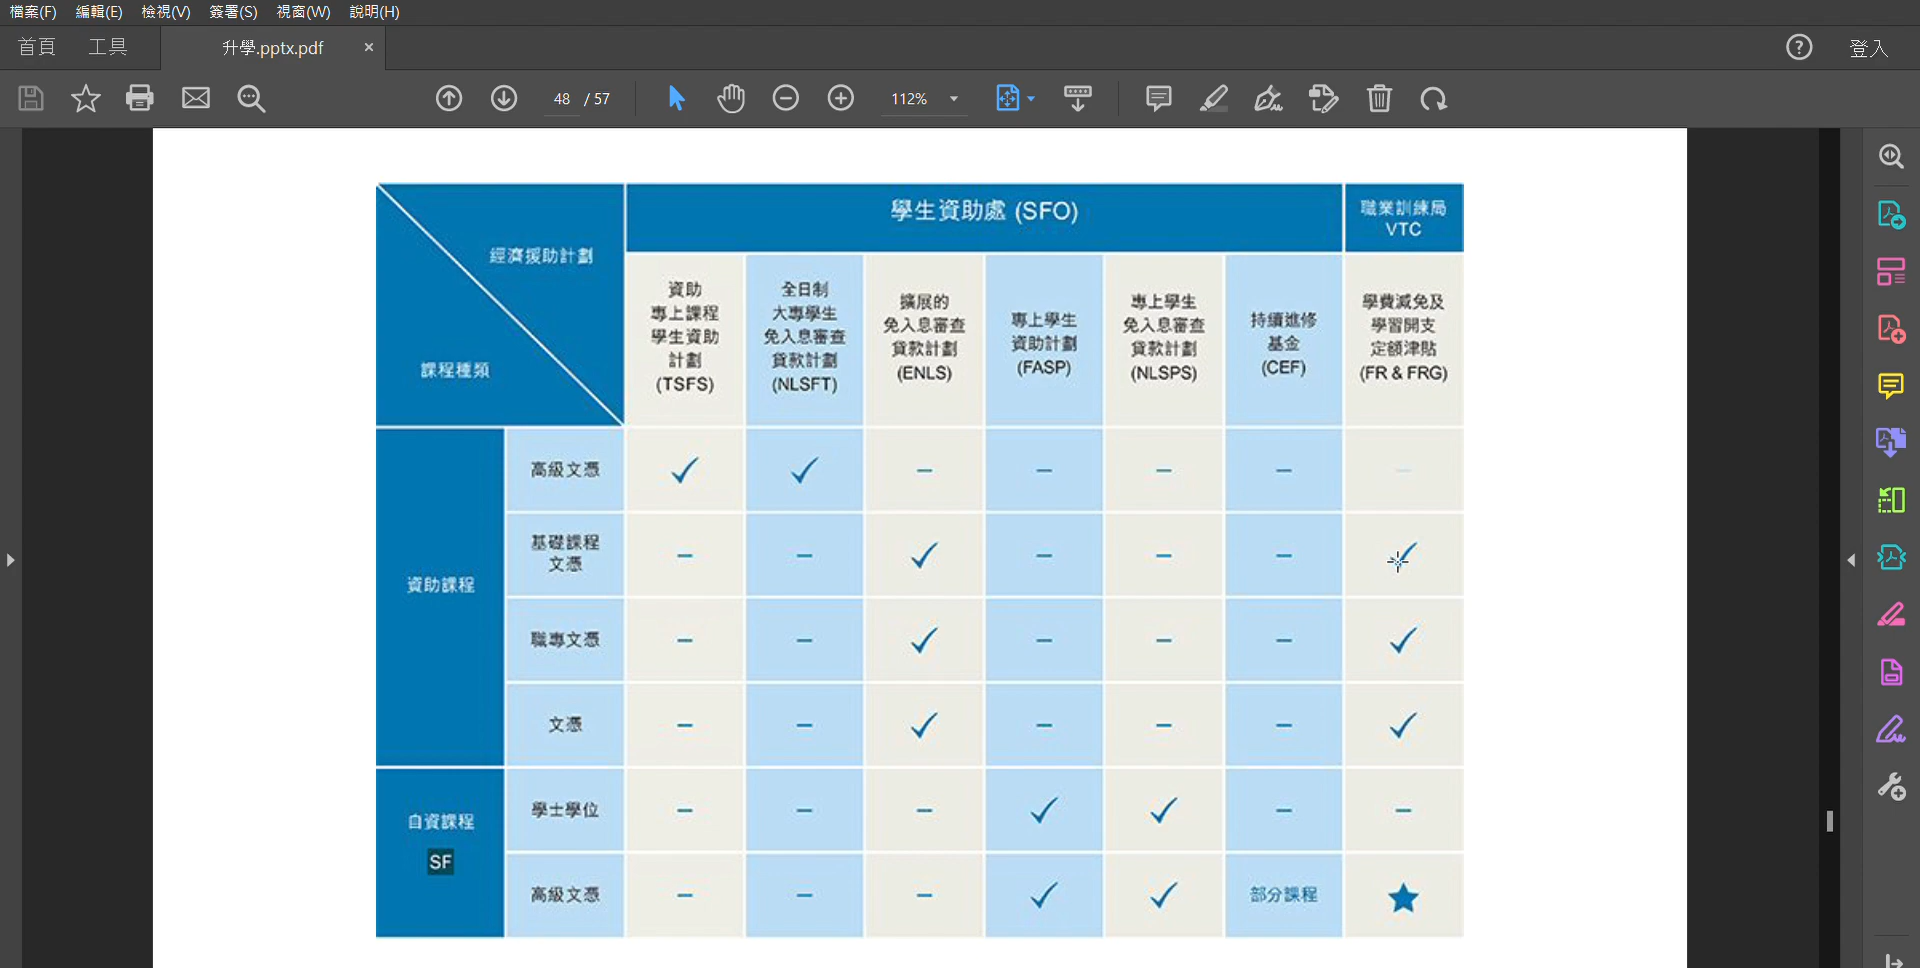 檔案(F) 編輯(E) 檢視(V) 簽署(S) 視窗(W) 說明(H)
首頁 工具 升學.pptx.pdf × ? 登入
48 / 57 112%
學生資助處 (SFO)
職業訓練局
VTC
經濟援助計劃
課程種類
資助
專上課程
學生資助
計劃
(TSFS)
全日制
大專學生
免入息審查
貸款計劃
(NLSFT)
擴展的
免入息審查
貸款計劃
(ENLS)
專上學生
資助計劃
(FASP)
專上學生
免入息審查
貸款計劃
(NLSPS)
持續進修
基金
(CEF)
學費減免及
學習開支
定額津貼
(FR & FRG)
資助課程
高級文憑 ✓ ✓ – – – – –
基礎課程
文憑
– – ✓ – – – ✓
職專文憑 – – ✓ – – – ✓
文憑 – – ✓ – – – ✓
自資課程
SF
學士學位 – – – ✓ ✓ – –
高級文憑 – – – ✓ ✓ 部分課程 ★